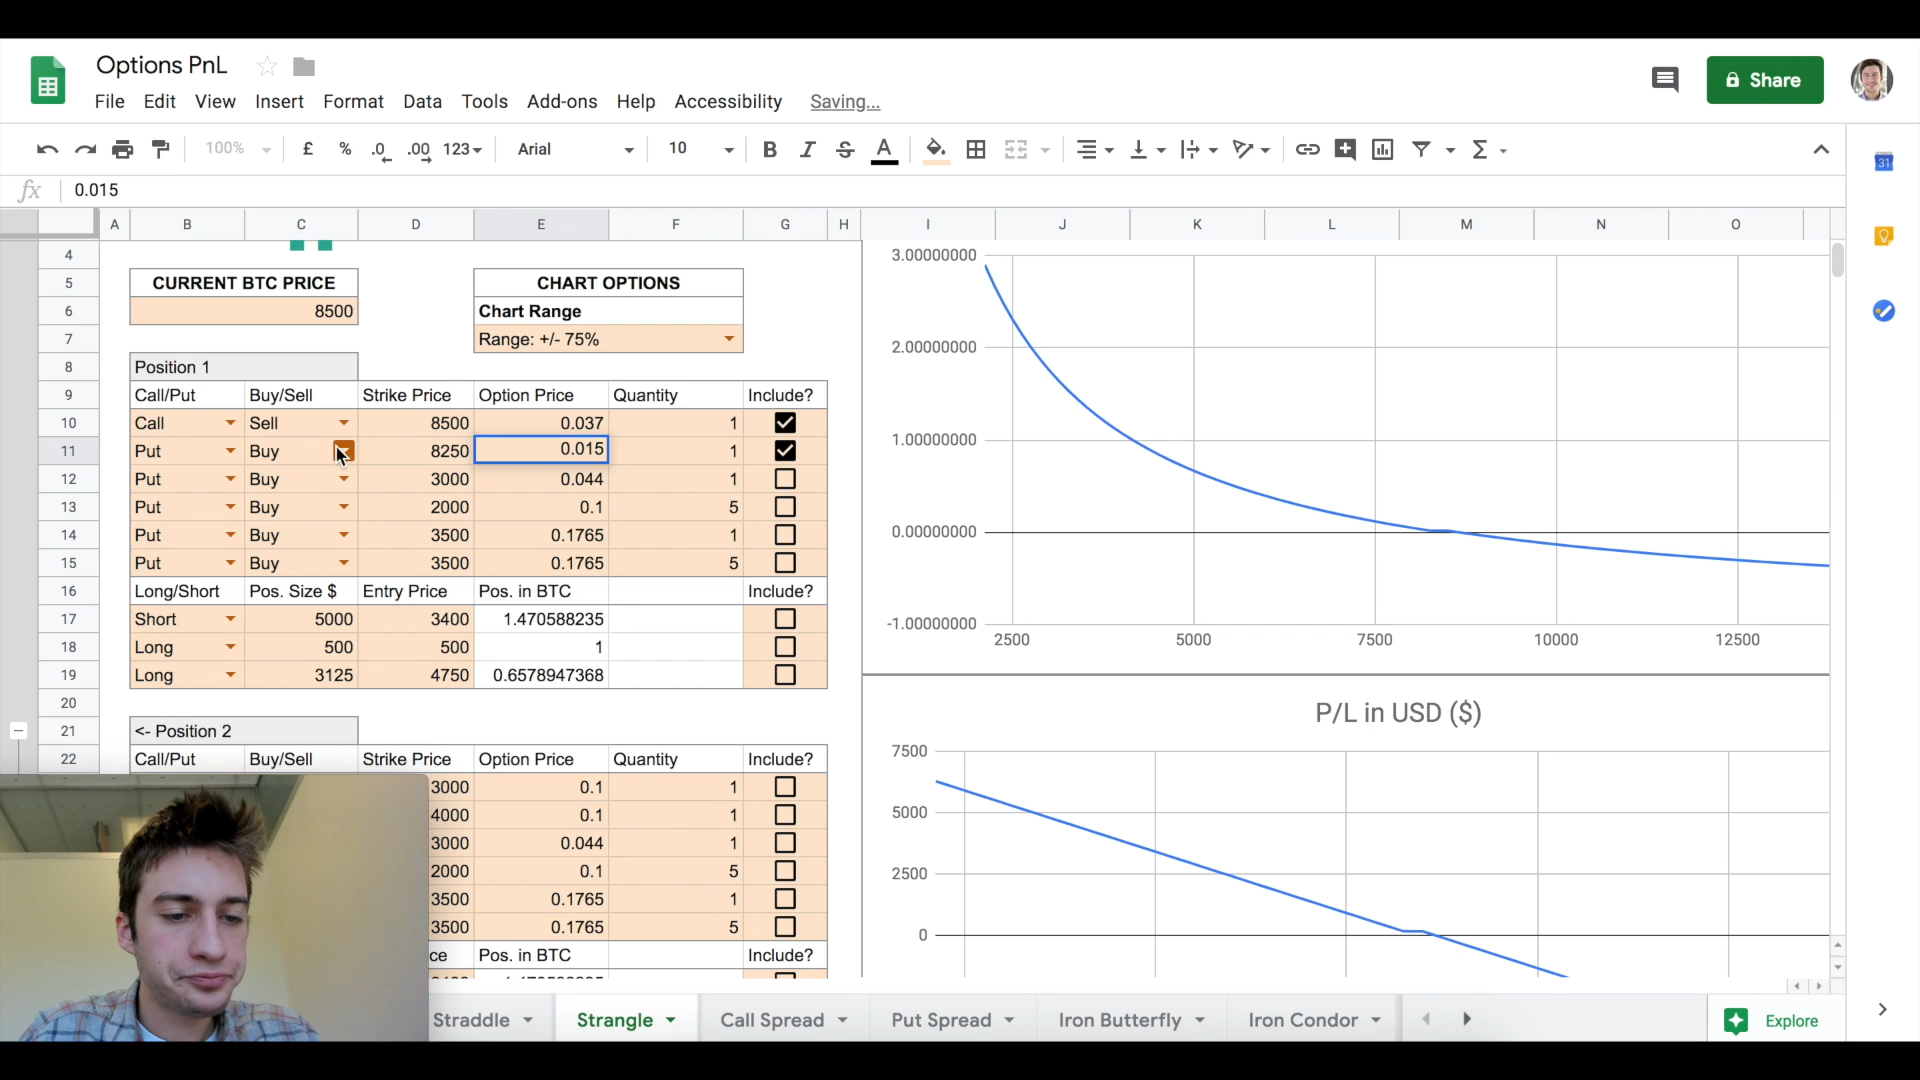 Options PnL
File Edit View Insert Format Data Tools Add-ons Help Accessibility Saving...
Share
100% £ % .0 .00 123 Arial 10 B I S A Σ
31
fx 0.015
A B C D E F G H I J K L M N O
4
5 CURRENT BTC PRICE CHART OPTIONS
6 8500 Chart Range
7 Range: +/- 75%
8 Position 1
9 Call/Put Buy/Sell Strike Price Option Price Quantity Include?
10 Call Sell 8500 0.037 1
11 Put Buy 8250 0.015 1
12 Put Buy 3000 0.044 1
13 Put Buy 2000 0.1 5
14 Put Buy 3500 0.1765 1
15 Put Buy 3500 0.1765 5
16 Long/Short Pos. Size $ Entry Price Pos. in BTC Include?
17 Short 5000 3400 1.470588235
18 Long 500 500 1
19 Long 3125 4750 0.6578947368
20
21 <- Position 2
22 Call/Put Buy/Sell Strike Price Option Price Quantity Include?
3000 0.1 1
4000 0.1 1
3000 0.044 1
2000 0.1 5
3500 0.1765 1
3500 0.1765 5
ce Pos. in BTC Include?
3.00000000
2.00000000
1.00000000
0.00000000
-1.00000000
2500 5000 7500 10000 12500
P/L in USD ($)
7500
5000
2500
0
Straddle Strangle Call Spread Put Spread Iron Butterfly Iron Condor Explore